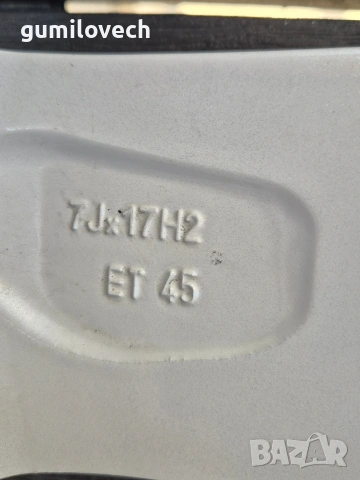 gumilovech
7Jx17H2
ET 45
BAZAR